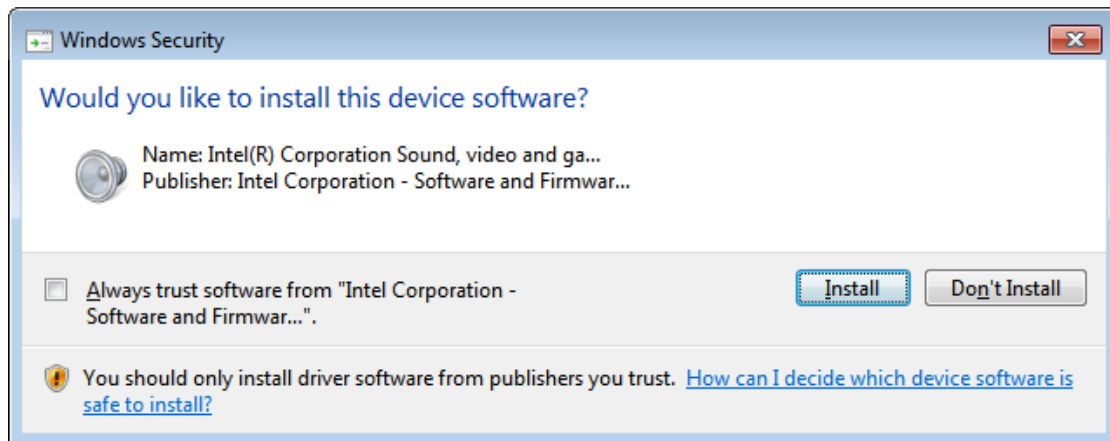 Windows Security
Would you like to install this device software?
Name: Intel(R) Corporation Sound, video and ga...
Publisher: Intel Corporation - Software and Firmwar...
Always trust software from "Intel Corporation -
Software and Firmwar...".
Install
Don't Install
You should only install driver software from publishers you trust. How can I decide which device software is
safe to install?